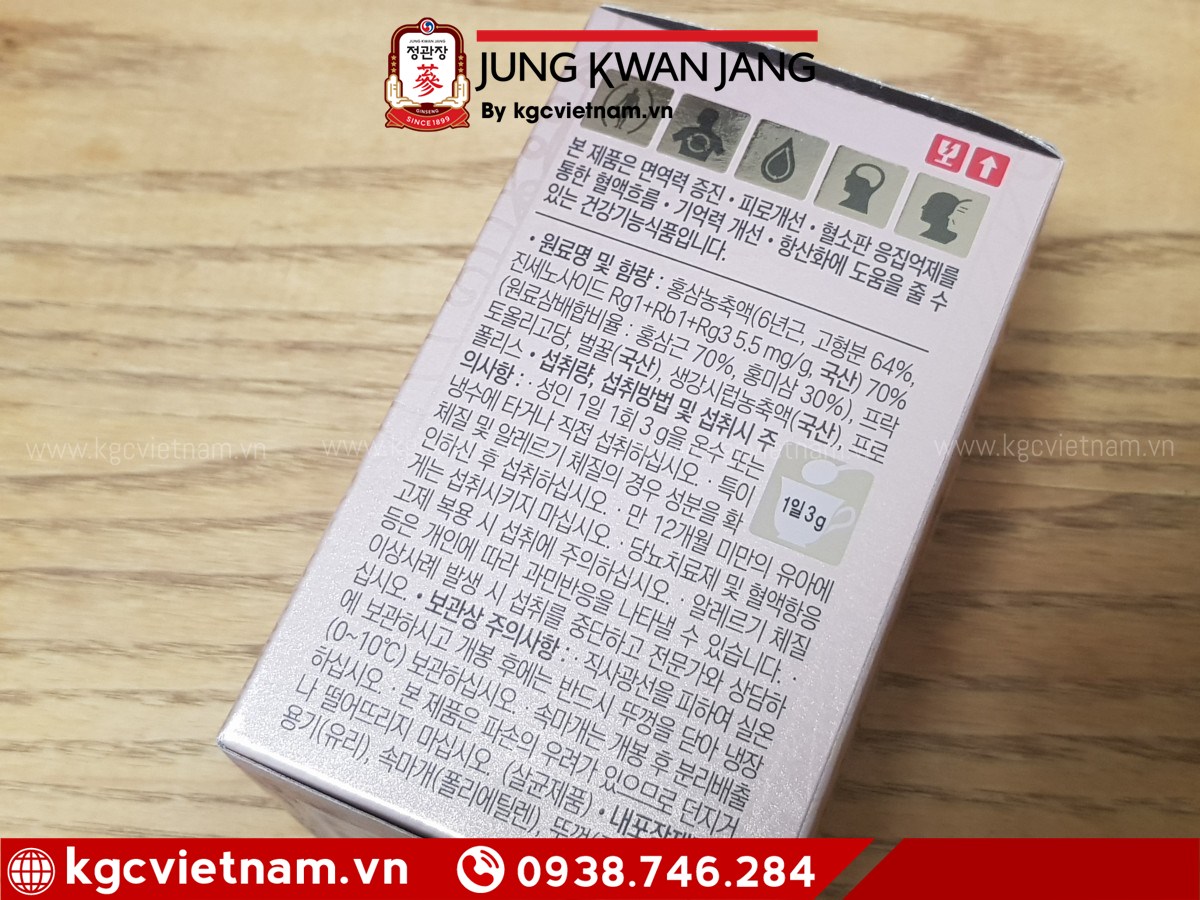 JUNG KWAN JANG
정관장
蔘
GINSENG
SINCE 1899
JUNG KWAN JANG
By kgcvietnam.vn
본 제품은 면역력 증진 • 피로개선 • 혈소판 응집억제를
통한 혈액흐름 • 기억력 개선 • 항산화에 도움을 줄 수
있는 건강기능식품입니다.
• 원료명 및 함량 : 홍삼농축액(6년근, 고형분 64%,
진세노사이드 Rg1+Rb1+Rg3 5.5 mg/g, 국산) 70%
(원료삼배합비율 : 홍삼근 70%, 홍미삼 30%), 프락
토올리고당, 벌꿀(국산), 생강시럽농축액(국산), 프로
폴리스 • 섭취량, 섭취방법 및 섭취시 주
의사항 : · 성인 1일 1회 3 g을 온수 또는
냉수에 타거나 직접 섭취하십시오. · 특이
체질 및 알레르기 체질의 경우 성분을 확
인하신 후 섭취하십시오. · 만 12개월 미만의 유아에
게는 섭취시키지 마십시오. · 당뇨치료제 및 혈액항응
고제 복용 시 섭취에 주의하십시오. · 알레르기 체질
등은 개인에 따라 과민반응을 나타낼 수 있습니다. ·
이상사례 발생 시 섭취를 중단하고 전문가와 상담하
십시오. • 보관상 주의사항 : · 직사광선을 피하여 실온
에 보관하시고 개봉 후에는 반드시 뚜껑을 닫아 냉장
(0~10℃) 보관하십시오. · 속마개는 개봉 후 분리배출
하십시오. · 본 제품은 파손의 우려가 있으므로 던지거
나 떨어뜨리지 마십시오. (살균제품) • 내포장재
용기(유리), 속마개(폴리에틸렌), 뚜껑
1일 3g
www.kgcvietnam.vn
www.kgcvietnam.vn
www.kgcvietnam.vn
kgcvietnam.vn
0938.746.284